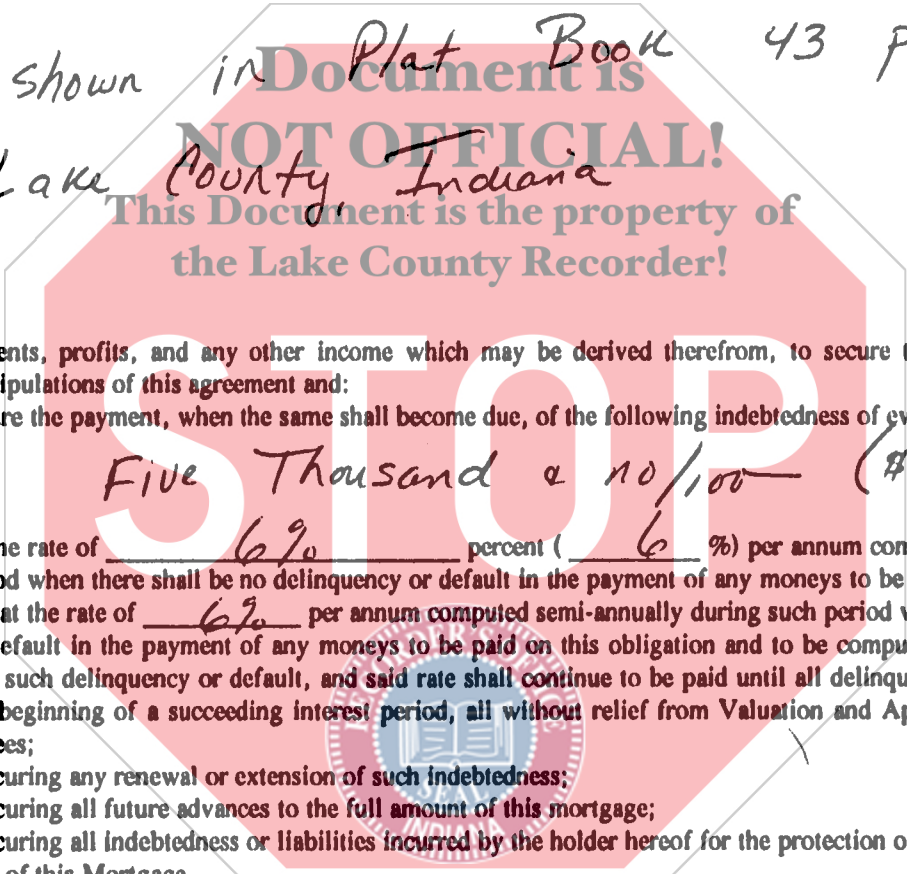 shown in Plat Book 43 P
Document is
NOT OFFICIAL!
Lake County, Indiana
This Document is the property of
the Lake County Recorder!
ents, profits, and any other income which may be derived therefrom, to secure t
ipulations of this agreement and:
re the payment, when the same shall become due, of the following indebtedness of ev
STOP
Five Thousand & no/100 ($
ne rate of 6% percent ( 6 %) per annum com
od when there shall be no delinquency or default in the payment of any moneys to be
at the rate of 6% per annum computed semi-annually during such period v
efault in the payment of any moneys to be paid on this obligation and to be compu
such delinquency or default, and said rate shall continue to be paid until all delinqu
beginning of a succeeding interest period, all without relief from Valuation and Ap
ees;
curing any renewal or extension of such indebtedness;
curing all future advances to the full amount of this mortgage;
curing all indebtedness or liabilities incurred by the holder hereof for the protection o
of this Mortgage
RECORDER'S OFFICE
SEAL
INDIANA